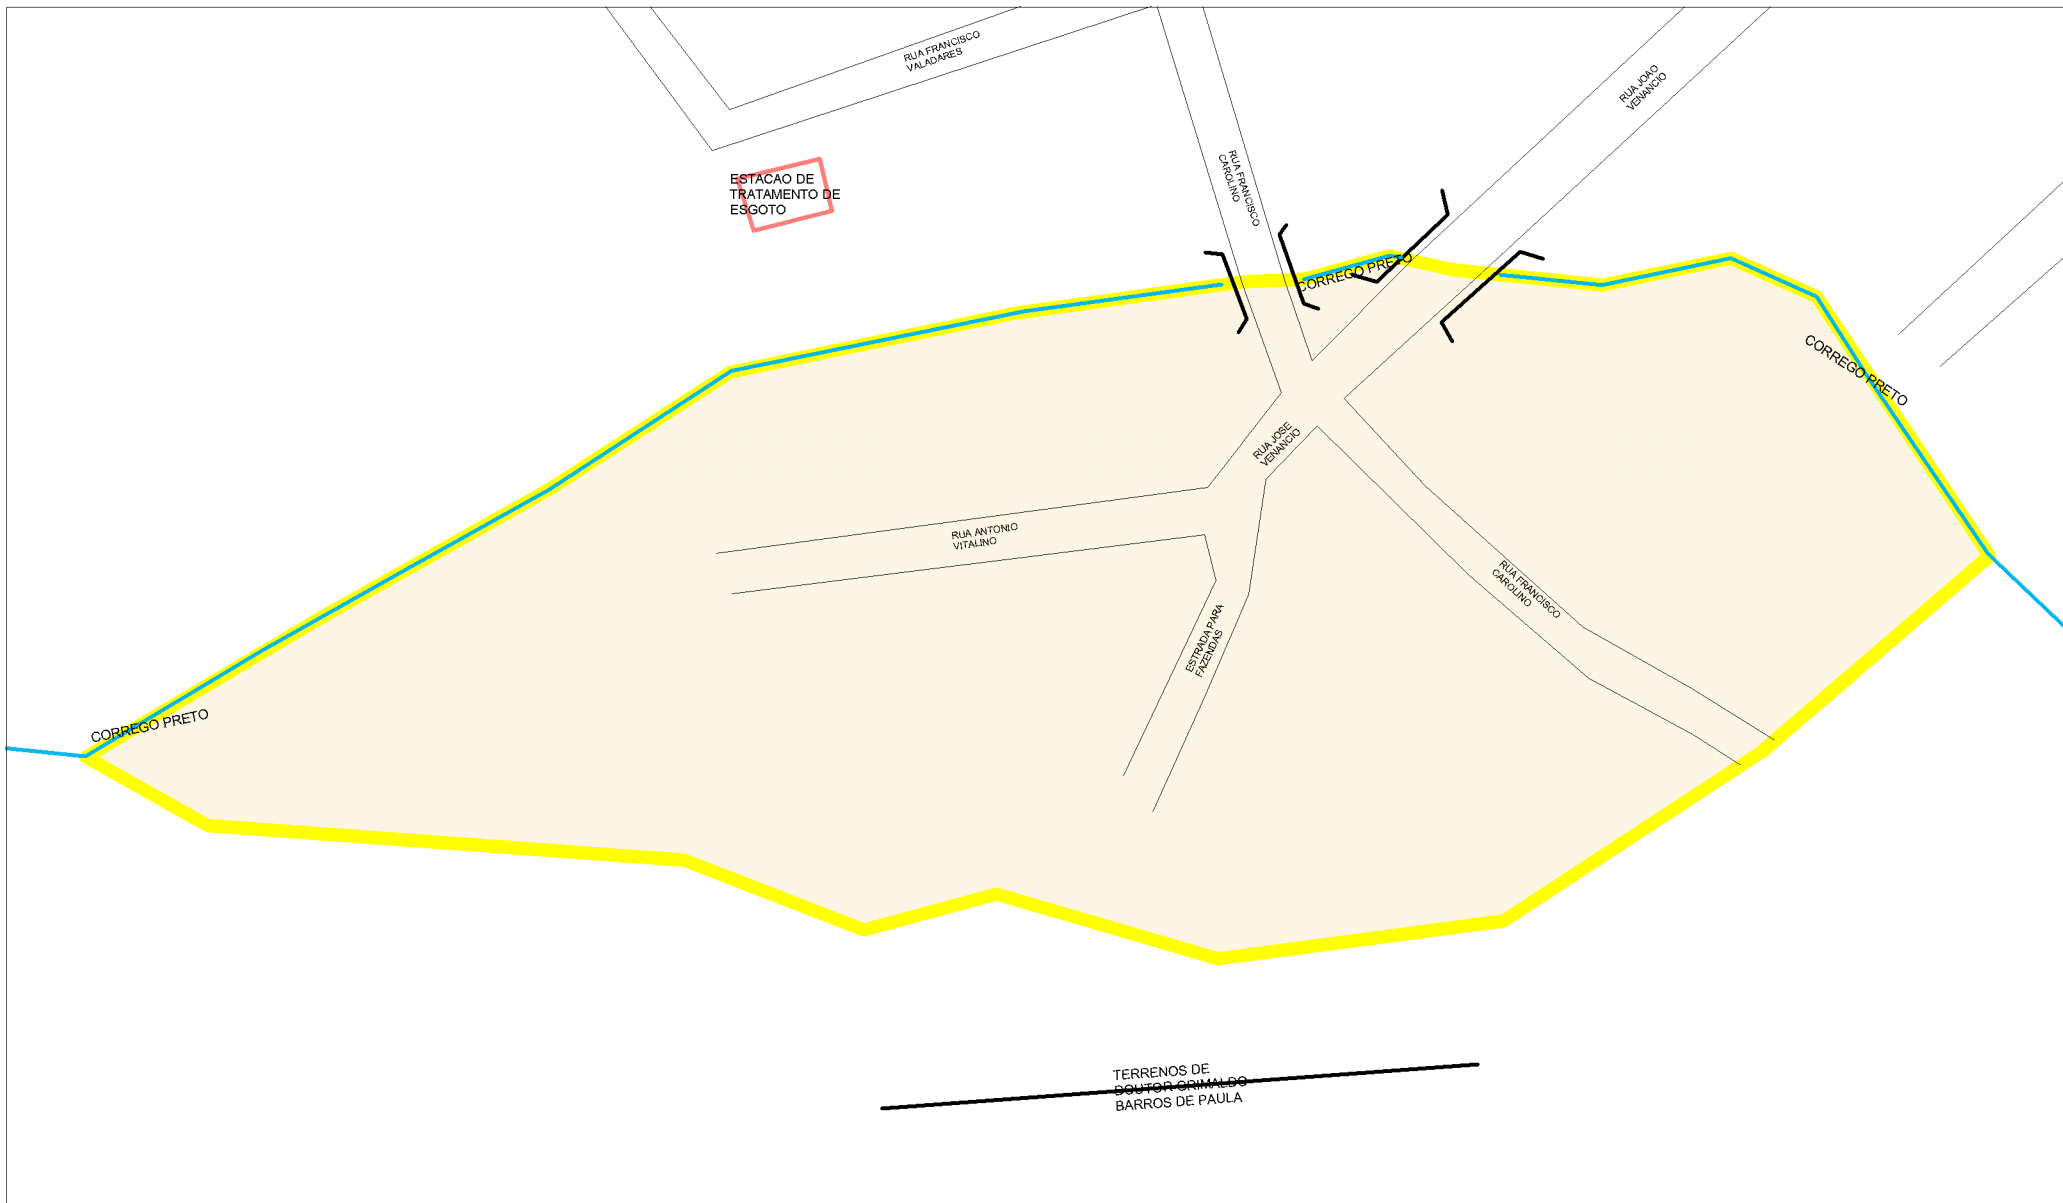 RUA FRANCISCO
VALADARES
RUA JOAO
VENANCIO
ESTACAO DE
TRATAMENTO DE
ESGOTO
RUA FRANCISCO
CAROLINO
CORREGO PRETO
CORREGO PRETO
RUA JOSE
VENANCIO
RUA ANTONIO
VITALINO
RUA FRANCISCO
CAROLINO
ESTRADA PARA
FAZENDAS
CORREGO PRETO
TERRENOS DE
DOUTOR GRIMALDO
BARROS DE PAULA